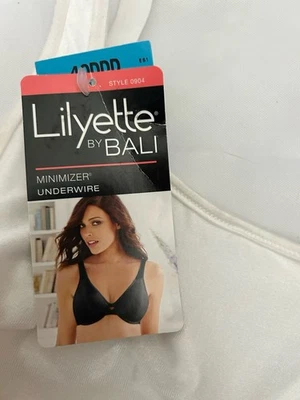 STYLE 0904
Lilyette®
BY BALI
MINIMIZER®
UNDERWIRE